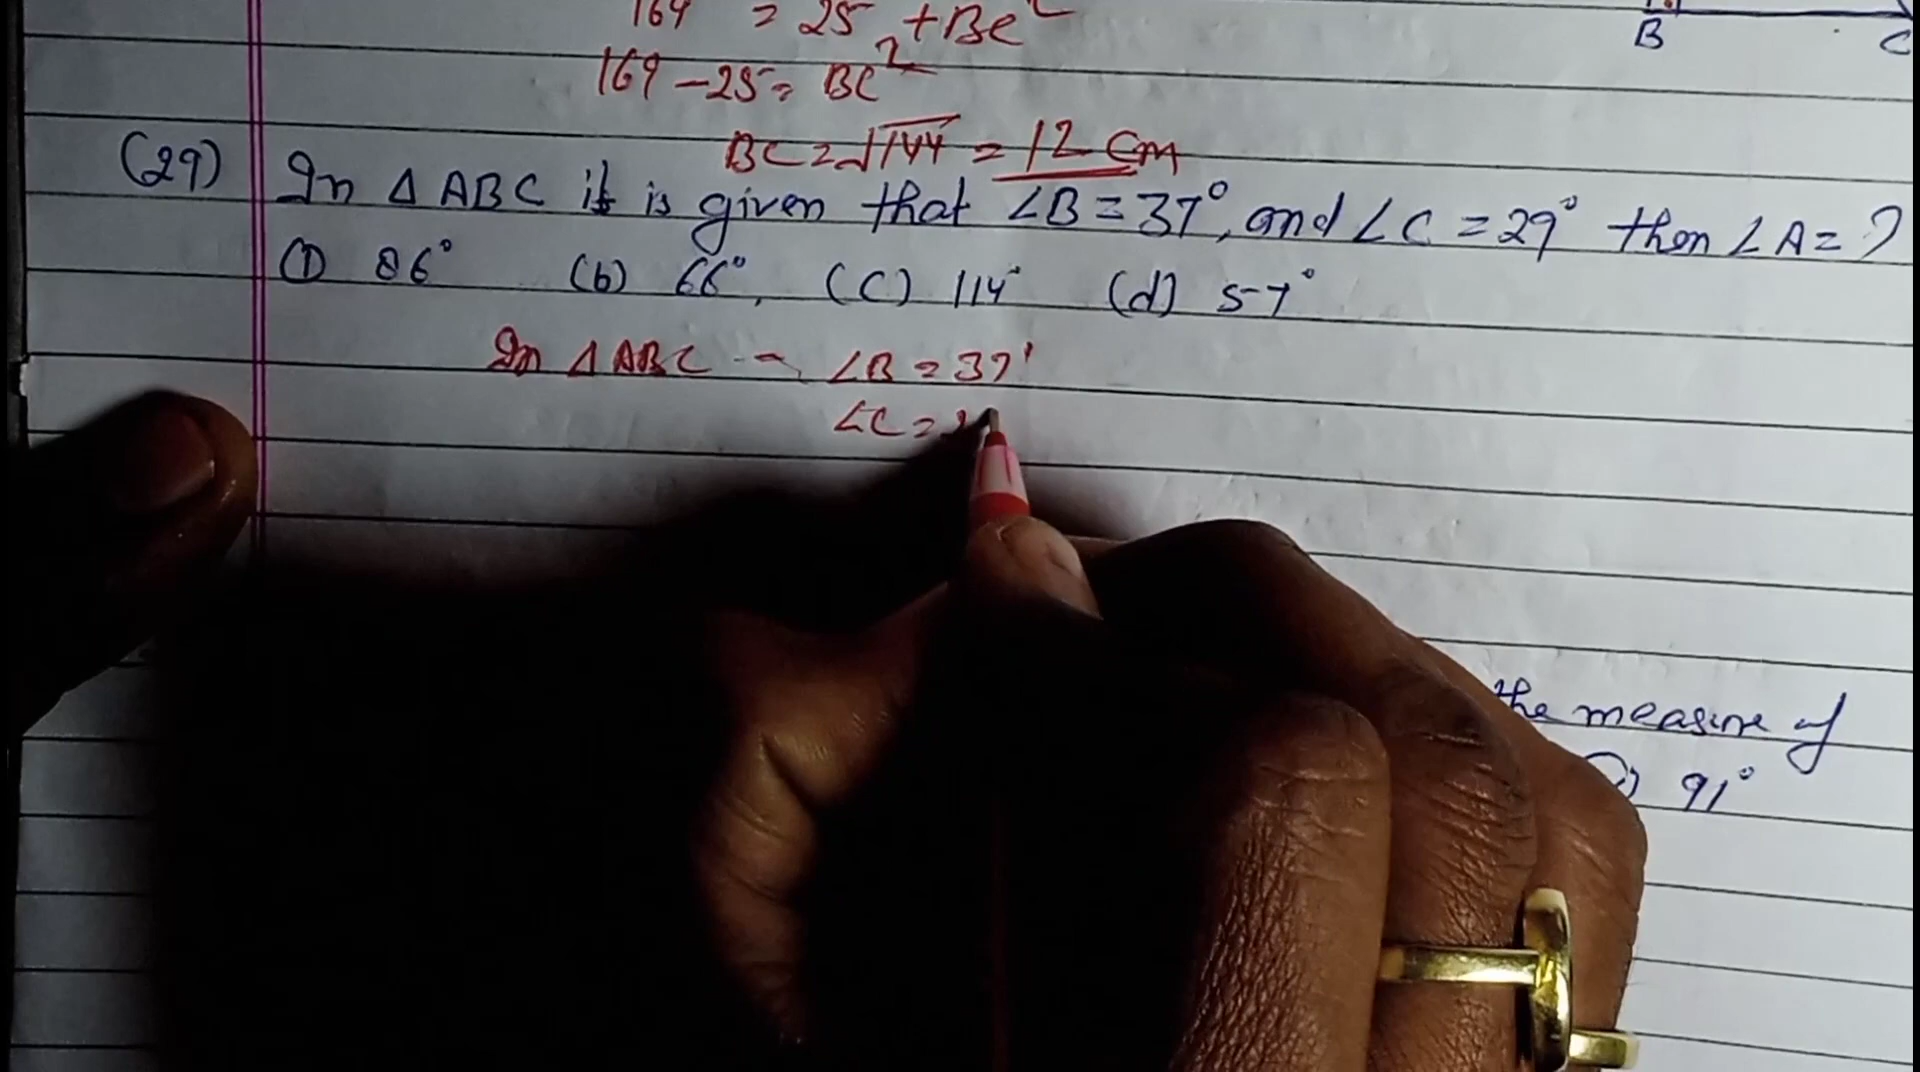 169 = 25 + BC²
169 - 25 = BC²
B C
BC = √144 = 12 cm
(29) In △ ABC it is given that ∠B = 37°, and ∠C = 29° then ∠A = ?
(1) 86° (b) 66°, (C) 114° (d) 57°
In △ ABC - ∠B = 37°
∠C =
the measure of
91°